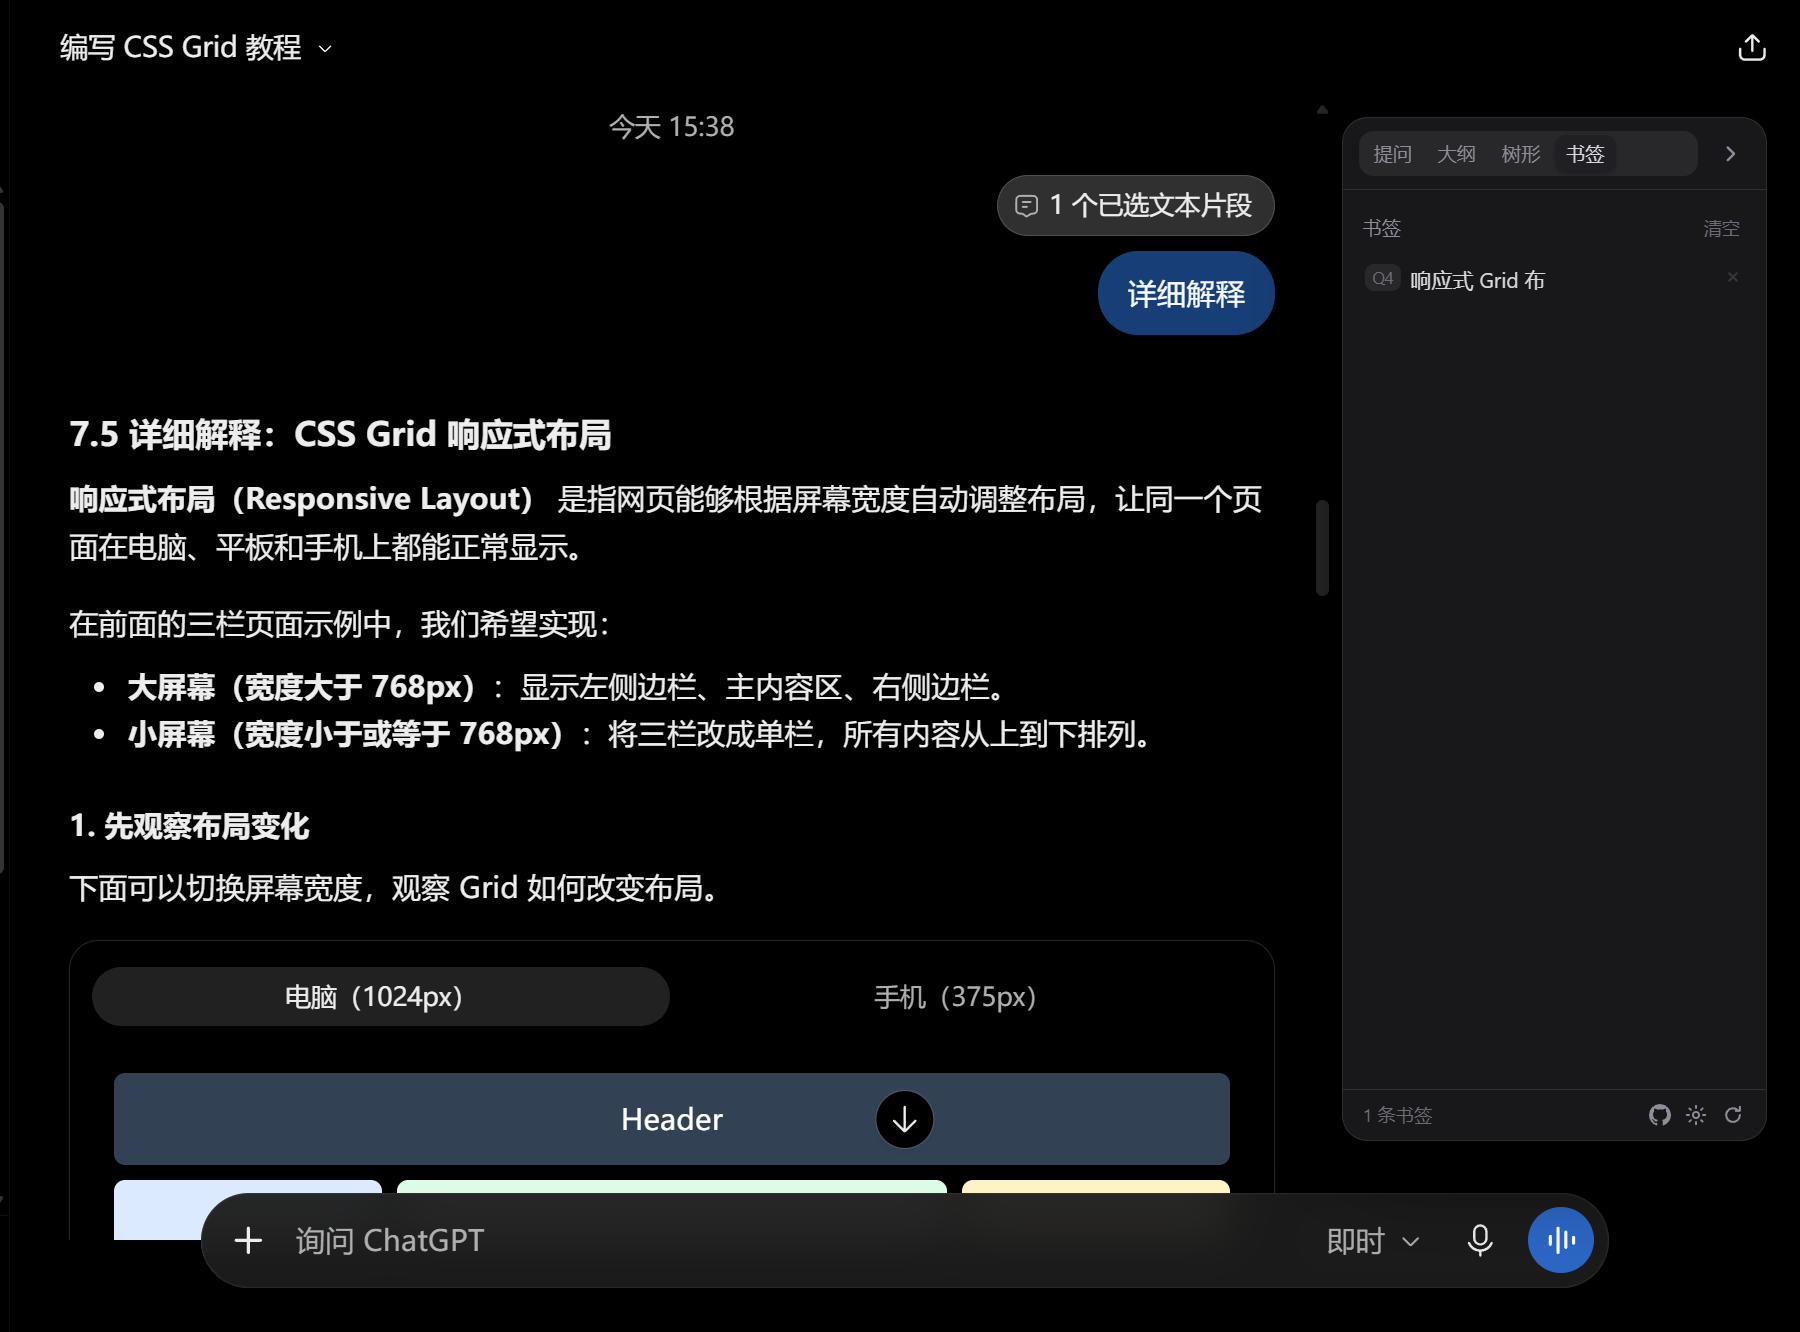 编写 CSS Grid 教程
今天 15:38
1 个已选文本片段
详细解释
7.5 详细解释：CSS Grid 响应式布局
响应式布局（Responsive Layout） 是指网页能够根据屏幕宽度自动调整布局，让同一个页
面在电脑、平板和手机上都能正常显示。
在前面的三栏页面示例中，我们希望实现：
• 大屏幕（宽度大于 768px）：显示左侧边栏、主内容区、右侧边栏。
• 小屏幕（宽度小于或等于 768px）：将三栏改成单栏，所有内容从上到下排列。
1. 先观察布局变化
下面可以切换屏幕宽度，观察 Grid 如何改变布局。
电脑（1024px）
手机（375px）
Header
询问 ChatGPT
即时
提问 大纲 树形 书签
书签 清空
Q4 响应式 Grid 布
1 条书签